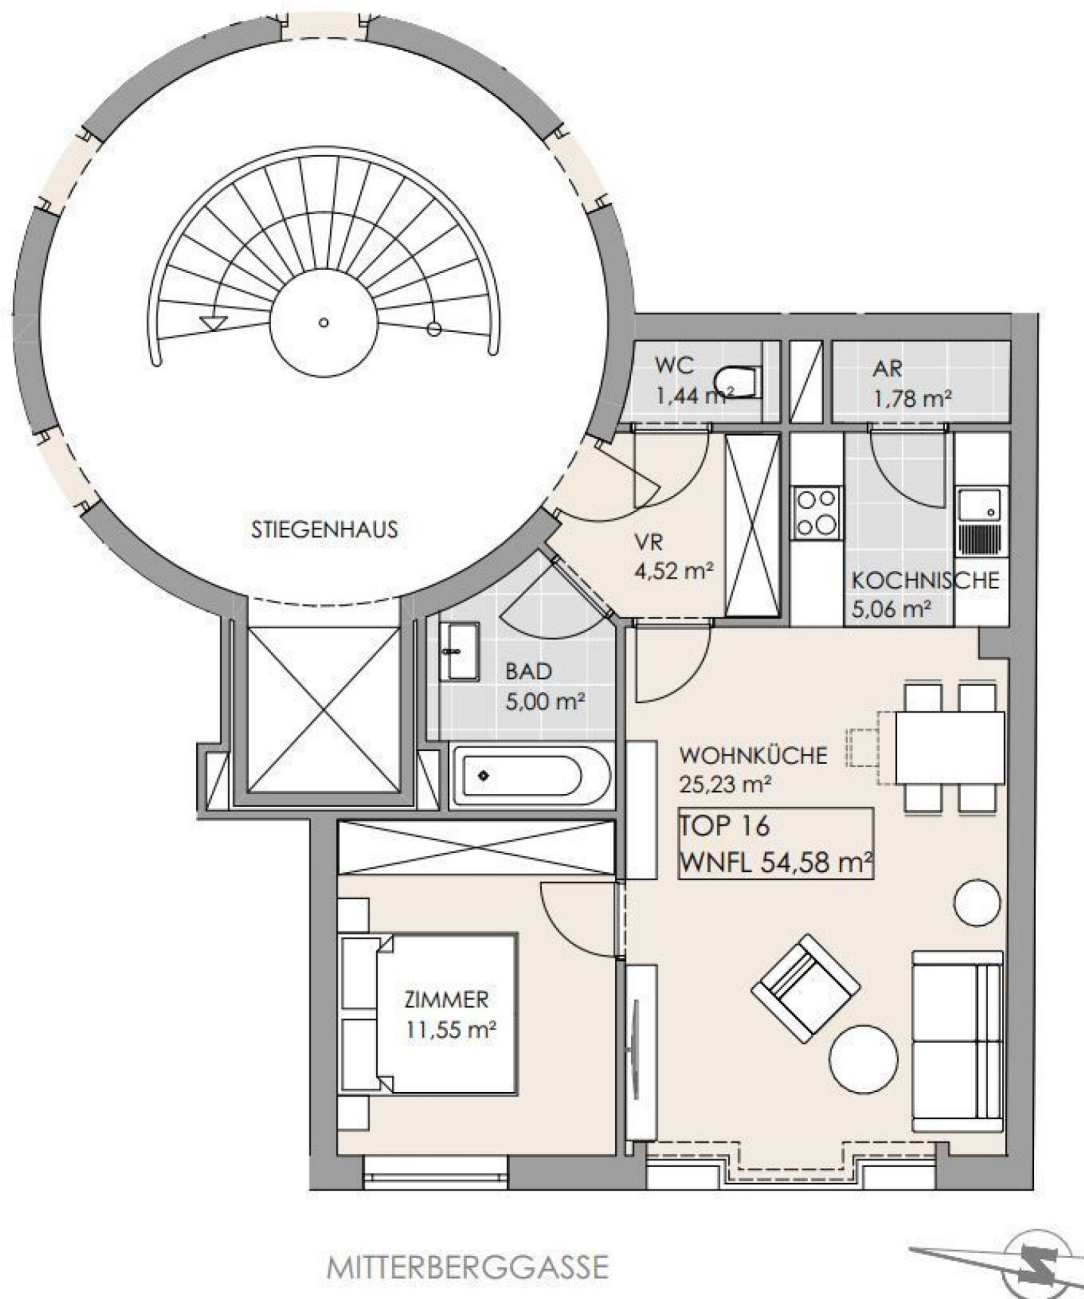 WC
1,44 m²
AR
1,78 m²
STIEGENHAUS
VR
4,52 m²
KOCHNISCHE
5,06 m²
BAD
5,00 m²
WOHNKÜCHE
25,23 m²
TOP 16
WNFL 54,58 m²
ZIMMER
11,55 m²
MITTERBERGGASSE
N